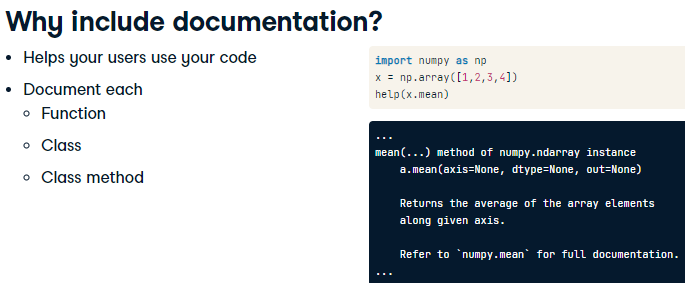 Why include documentation?
Helps your users use your code
Document each
Function
Class
Class method
import numpy as np
x = np.array([1,2,3,4])
help(x.mean)
...
mean(...) method of numpy.ndarray instance
a.mean(axis=None, dtype=None, out=None)
Returns the average of the array elements
along given axis.
Refer to `numpy.mean` for full documentation.
...